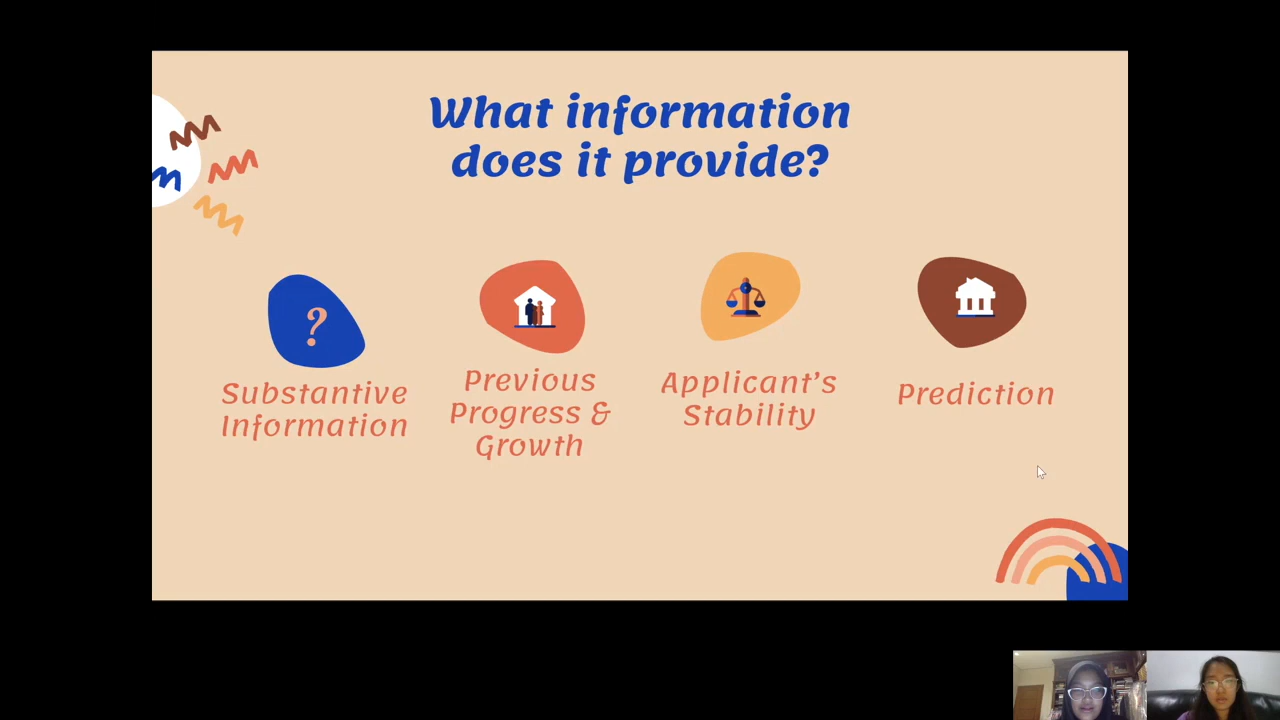 What information
does it provide?
?
Substantive
Information
Previous
Progress &
Growth
Applicant's
Stability
Prediction